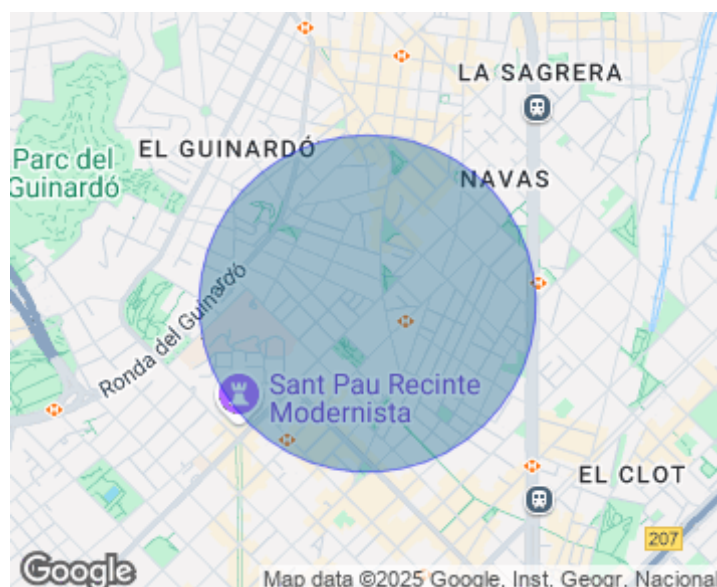 LA SAGRERA
EL GUINARDÓ
Parc del
Guinardó
NAVAS
Ronda del Guinardó
Sant Pau Recinte
Modernista
EL CLOT
207
Google
Map data ©2025 Google, Inst. Geogr. Nacional